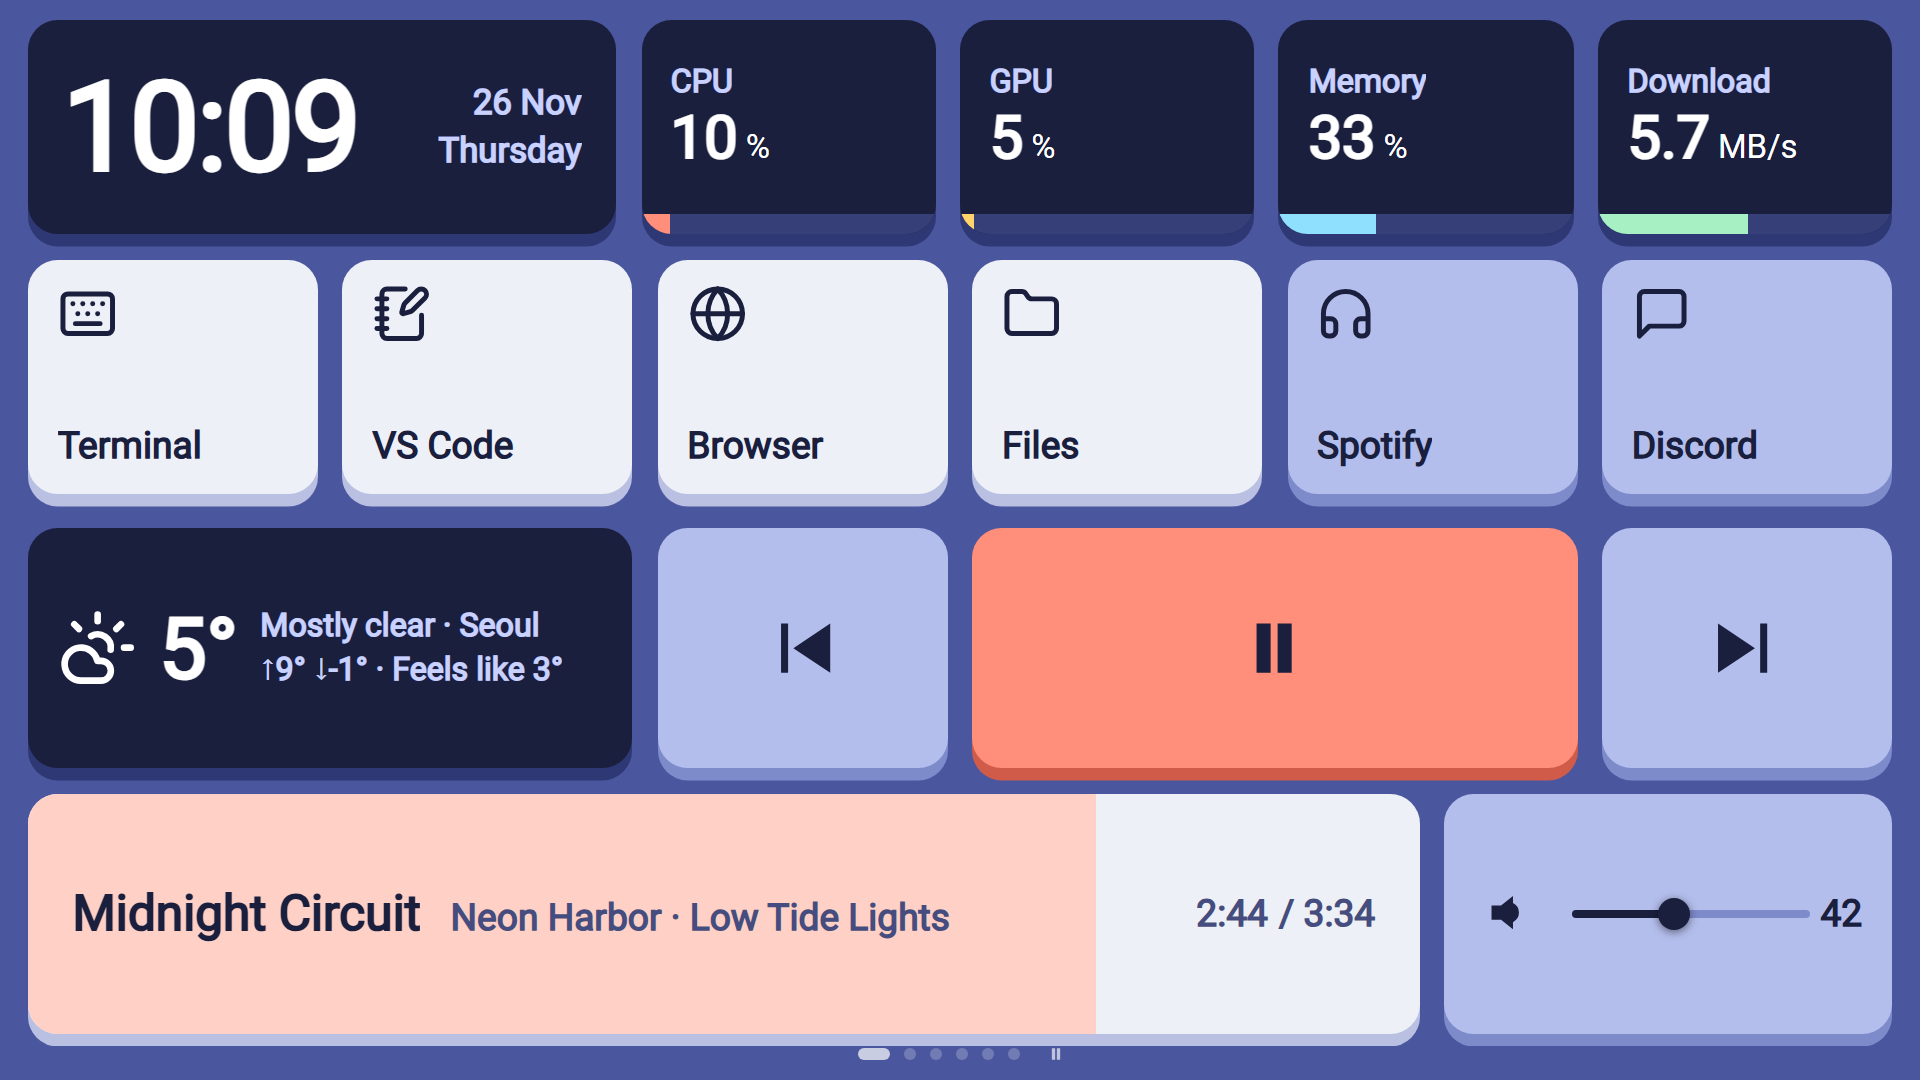 10:09
26 Nov
Thursday
CPU
10 %
GPU
5 %
Memory
33 %
Download
5.7 MB/s
Terminal
VS Code
Browser
Files
Spotify
Discord
5°
Mostly clear · Seoul
↑9° ↓-1° · Feels like 3°
Midnight Circuit Neon Harbor · Low Tide Lights
2:44 / 3:34
42